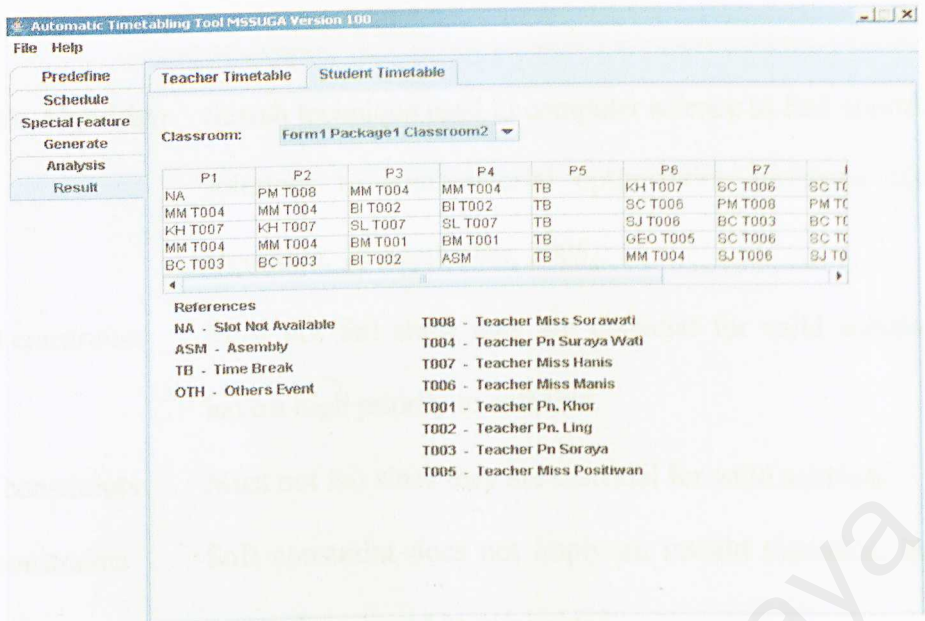 Automatic Timetabling Tool MSSUGA Version 100
File Help
Predefine
Schedule
Special Feature
Generate
Analysis
Result
Teacher Timetable Student Timetable
Classroom: Form1 Package1 Classroom2
P1 P2 P3 P4 P5 P6 P7
NA PM T008 MM T004 MM T004 TB KH T007 SC T006 SC
MM T004 MM T004 BI T002 BI T002 TB SC T006 PM T008 PM
KH T007 KH T007 SL T007 SL T007 TB SJ T006 BC T003 BC
MM T004 MM T004 BM T001 BM T001 TB GEO T005 SC T006 SC
BC T003 BC T003 BI T002 ASM TB MM T004 SJ T006 SJ
References
NA - Slot Not Available
ASM - Asembly
TB - Time Break
OTH - Others Event
T008 - Teacher Miss Sorawati
T004 - Teacher Pn Suraya Wati
T007 - Teacher Miss Hanis
T006 - Teacher Miss Manis
T001 - Teacher Pn. Khor
T002 - Teacher Pn. Ling
T003 - Teacher Pn Soraya
T005 - Teacher Miss Positiwan